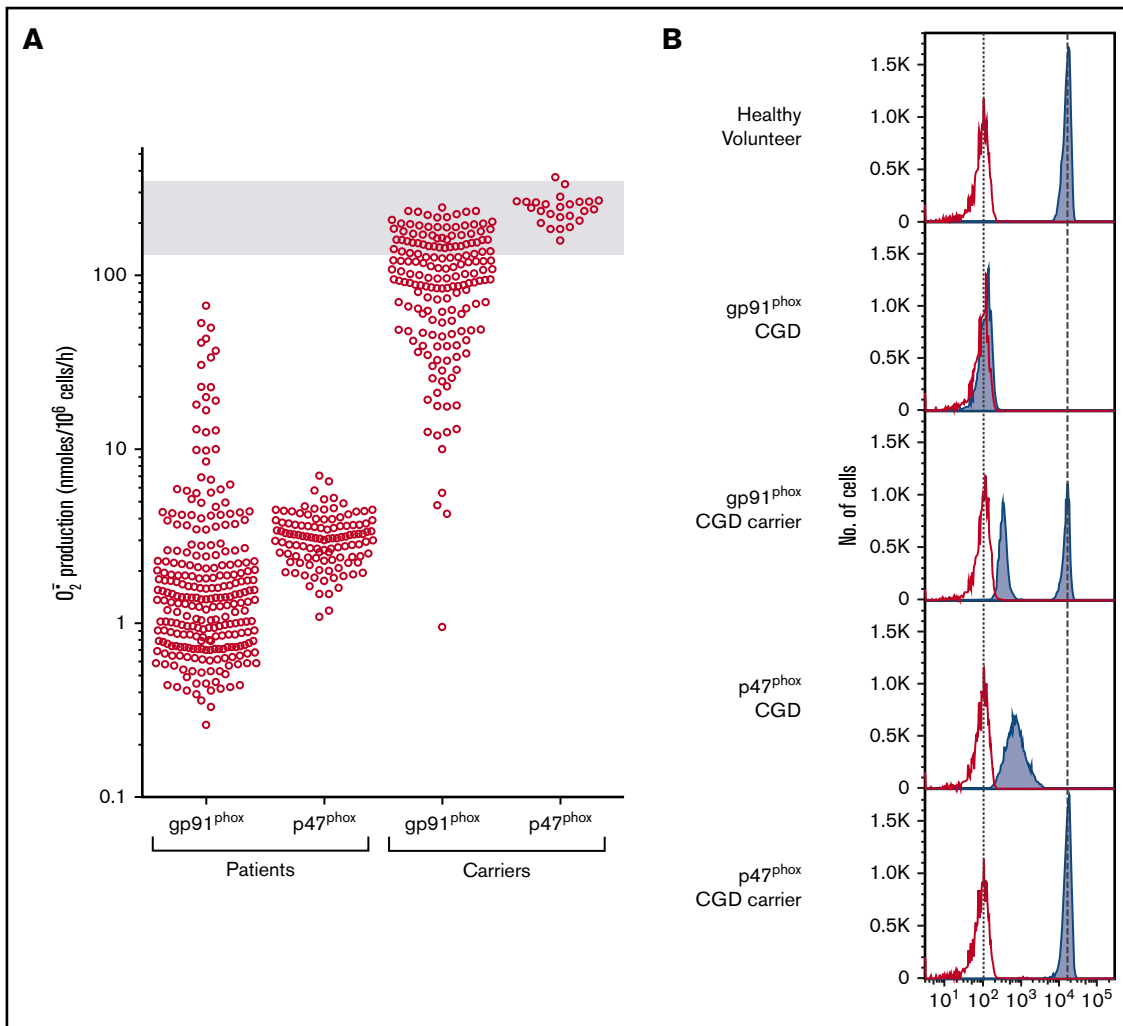 A
O₂⁻• production (nmoles/10⁶ cells/h)
100
10
1
0.1
gp91ᵖʰᵒˣ p47ᵖʰᵒˣ gp91ᵖʰᵒˣ p47ᵖʰᵒˣ
Patients Carriers
B
No. of cells
Healthy
Volunteer
1.5K
1.0K
0.5K
0
gp91ᵖʰᵒˣ
CGD
1.5K
1.0K
0.5K
0
gp91ᵖʰᵒˣ
CGD carrier
1.5K
1.0K
0.5K
0
p47ᵖʰᵒˣ
CGD
1.5K
1.0K
0.5K
0
p47ᵖʰᵒˣ
CGD carrier
1.5K
1.0K
0.5K
0
10¹ 10² 10³ 10⁴ 10⁵